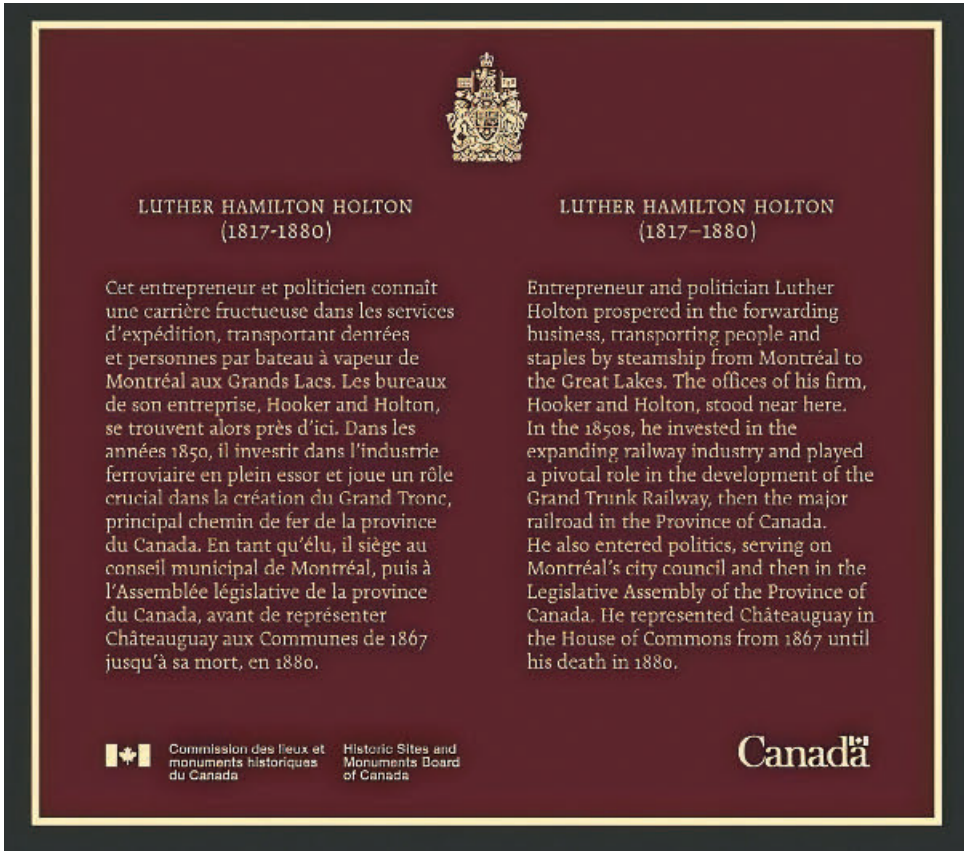 LUTHER HAMILTON HOLTON
(1817-1880)
Cet entrepreneur et politicien connaît
une carrière fructueuse dans les services
d'expédition, transportant denrées
et personnes par bateau à vapeur de
Montréal aux Grands Lacs. Les bureaux
de son entreprise, Hooker and Holton,
se trouvent alors près d'ici. Dans les
années 1850, il investit dans l'industrie
ferroviaire en plein essor et joue un rôle
crucial dans la création du Grand Tronc,
principal chemin de fer de la province
du Canada. En tant qu'élu, il siège au
conseil municipal de Montréal, puis à
l'Assemblée législative de la province
du Canada, avant de représenter
Châteauguay aux Communes de 1867
jusqu'à sa mort, en 1880.
LUTHER HAMILTON HOLTON
(1817–1880)
Entrepreneur and politician Luther
Holton prospered in the forwarding
business, transporting people and
staples by steamship from Montréal to
the Great Lakes. The offices of his firm,
Hooker and Holton, stood near here.
In the 1850s, he invested in the
expanding railway industry and played
a pivotal role in the development of the
Grand Trunk Railway, then the major
railroad in the Province of Canada.
He also entered politics, serving on
Montréal's city council and then in the
Legislative Assembly of the Province of
Canada. He represented Châteauguay in
the House of Commons from 1867 until
his death in 1880.
Commission des lieux et
monuments historiques
du Canada
Historic Sites and
Monuments Board
of Canada
Canada